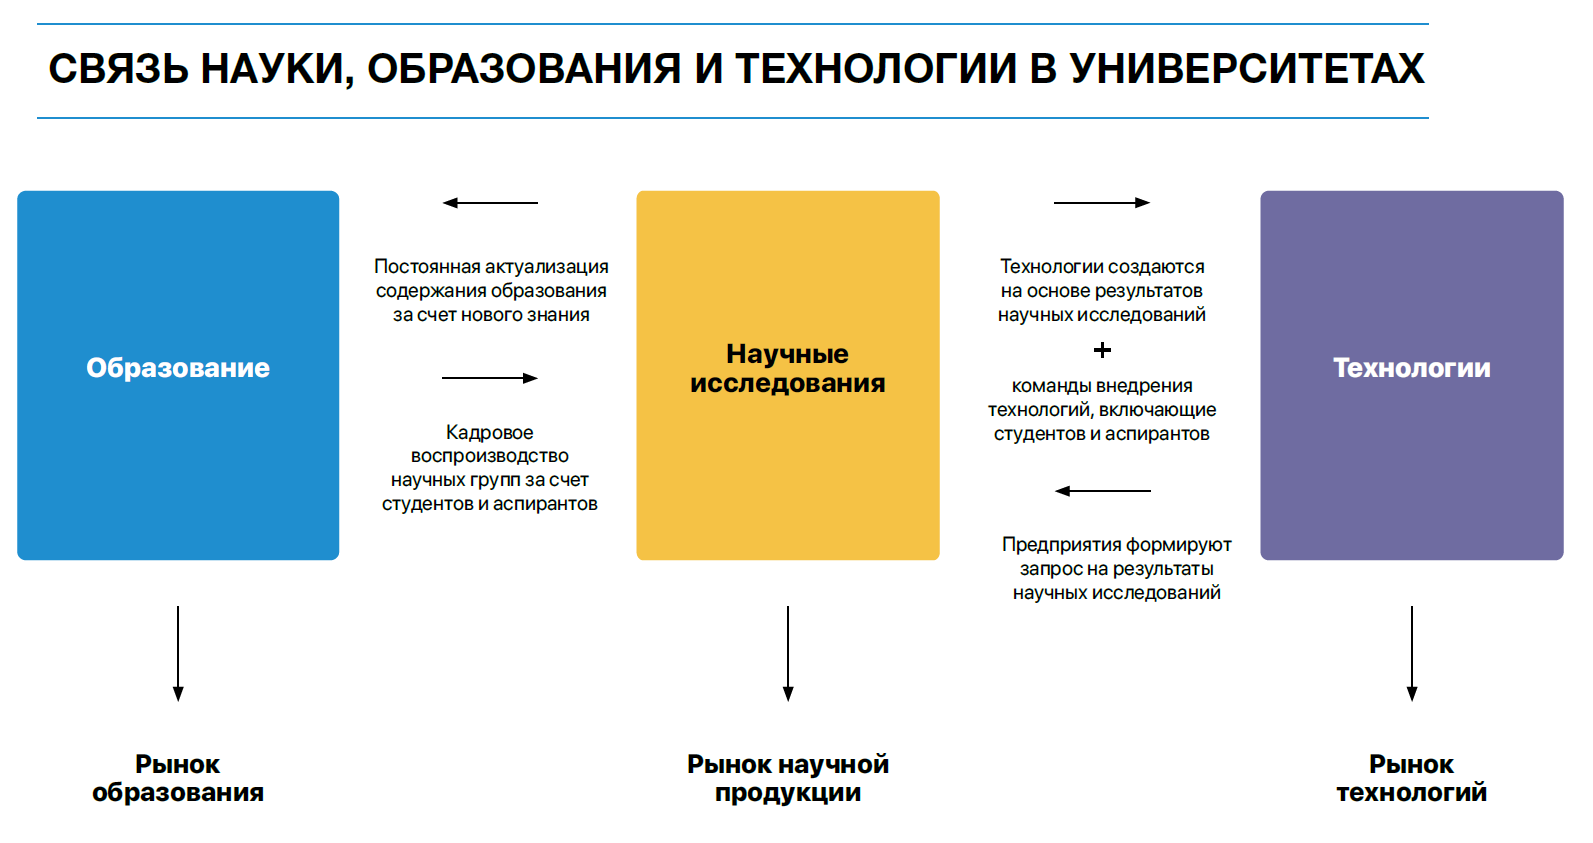 СВЯЗЬ НАУКИ, ОБРАЗОВАНИЯ И ТЕХНОЛОГИИ В УНИВЕРСИТЕТАХ
Образование
Постоянная актуализация
содержания образования
за счет нового знания
Кадровое
воспроизводство
научных групп за счет
студентов и аспирантов
Научные
исследования
Технологии создаются
на основе результатов
научных исследований
+
команды внедрения
технологий, включающие
студентов и аспирантов
Предприятия формируют
запрос на результаты
научных исследований
Технологии
Рынок
образования
Рынок научной
продукции
Рынок
технологий